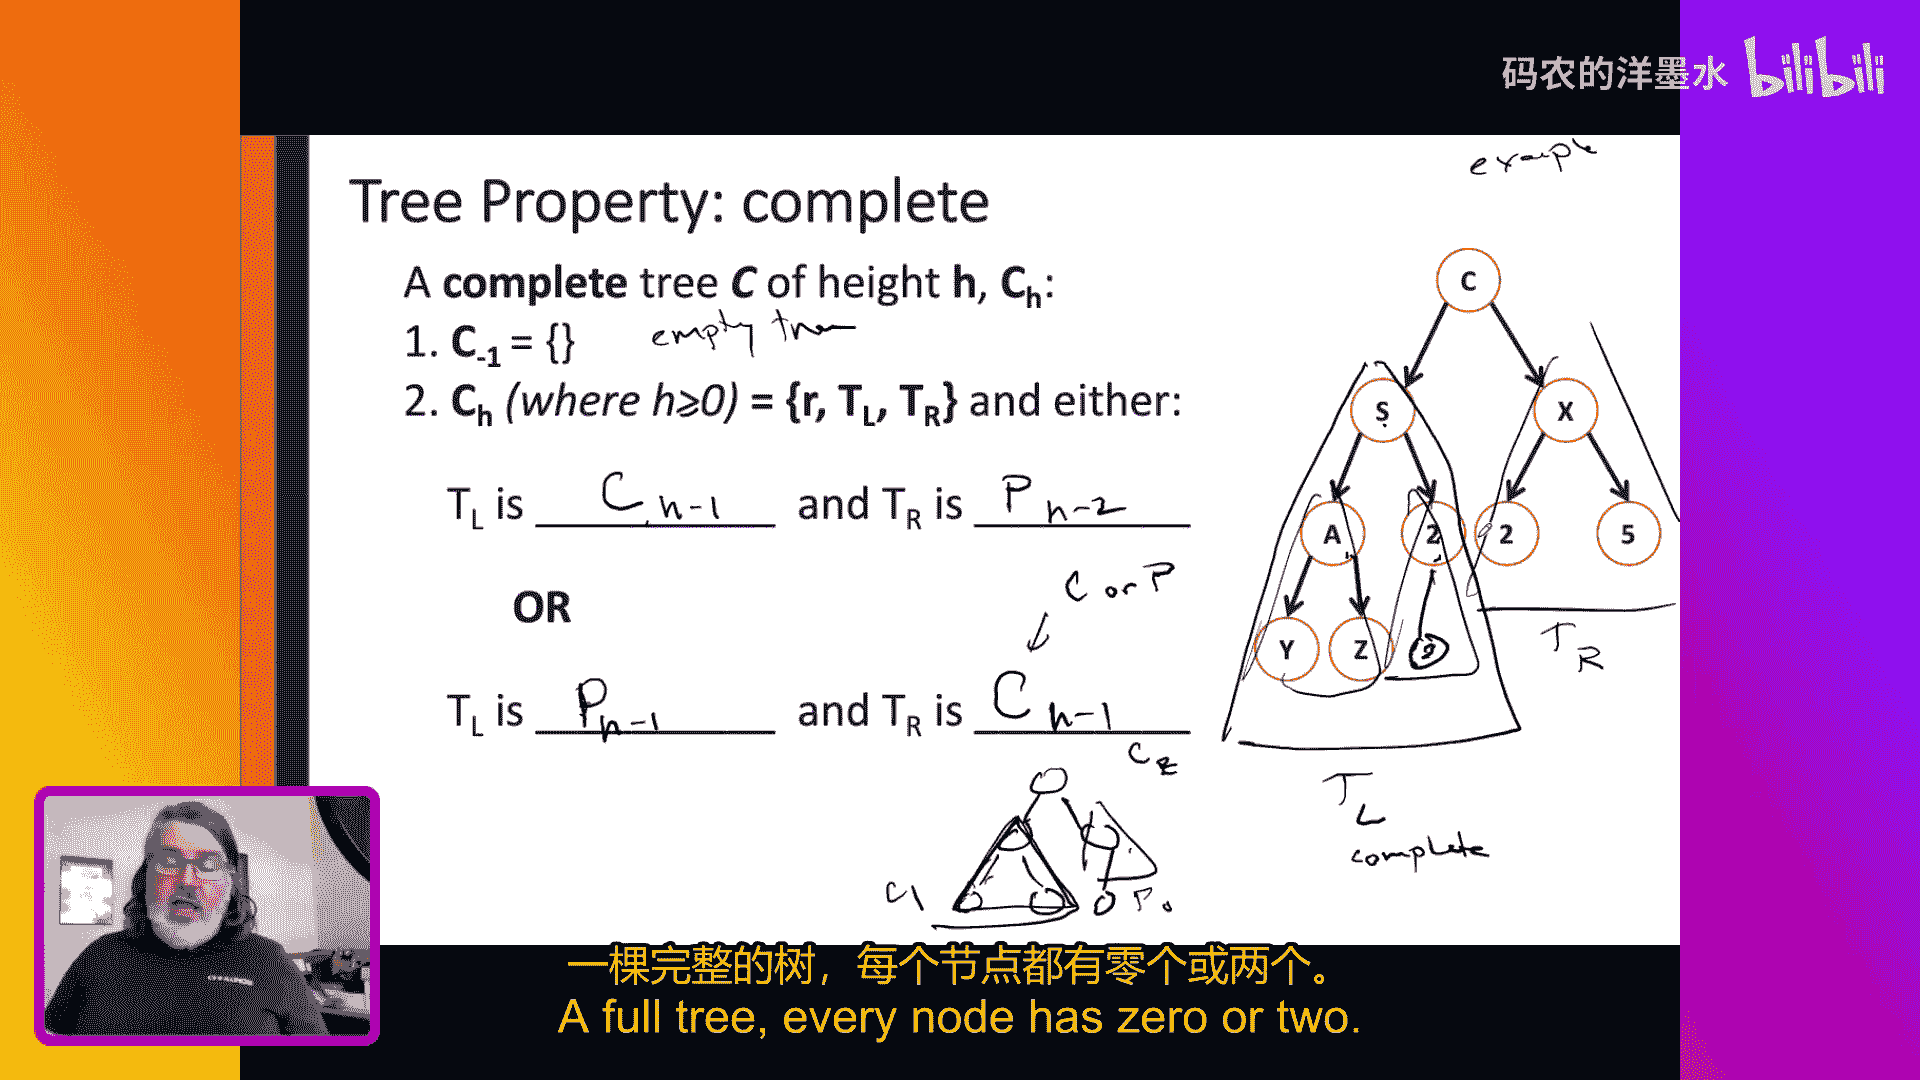 码农的洋墨水 bilibili
example
Tree Property: complete
A complete tree C of height h, Ch:
1. C-1 = {} empty tree
2. Ch (where h⩾0) = {r, TL, TR} and either:
TL is Ch-1 and TR is Ph-2
OR
C or P
TL is Ph-1 and TR is Ch-1
C
S X
A 2 2 5
Y Z 9
TR
TL
complete
C1 P0
一棵完整的树，每个节点都有零个或两个。
A full tree, every node has zero or two.